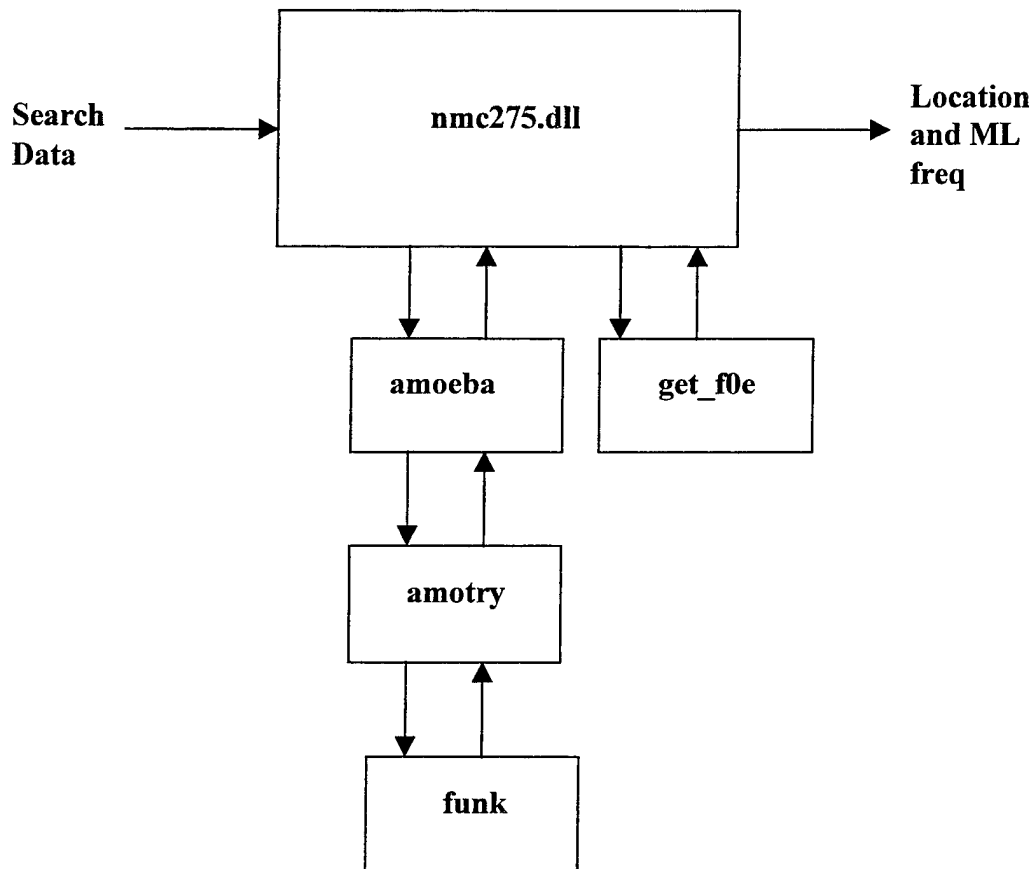 Search
Data
nmc275.dll
Location
and ML
freq
amoeba
get_f0e
amotry
funk